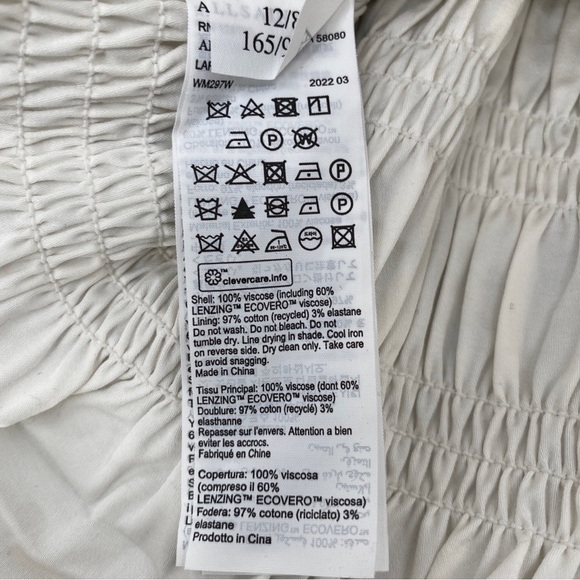 12/8
165/9
58080
WM297W
2022 03
P
W
P
P
clevercare.info
Shell: 100% viscose (including 60%
LENZING™ ECOVERO™ viscose)
Lining: 97% cotton (recycled) 3% elastane
Do not wash. Do not bleach. Do not
tumble dry. Line drying in shade. Cool iron
on reverse side. Dry clean only. Take care
to avoid snagging.
Made in China
Tissu Principal: 100% viscose (dont 60%
LENZING™ ECOVERO™ viscose)
Doublure: 97% coton (recyclé) 3%
elasthanne
Repasser sur l'envers. Attention a bien
eviter les accrocs.
Fabriqué en Chine
Copertura: 100% viscosa
(compreso il 60%
LENZING™ ECOVERO™ viscosa)
Fodera: 97% cotone (riciclato) 3%
elastane
Prodotto in Cina